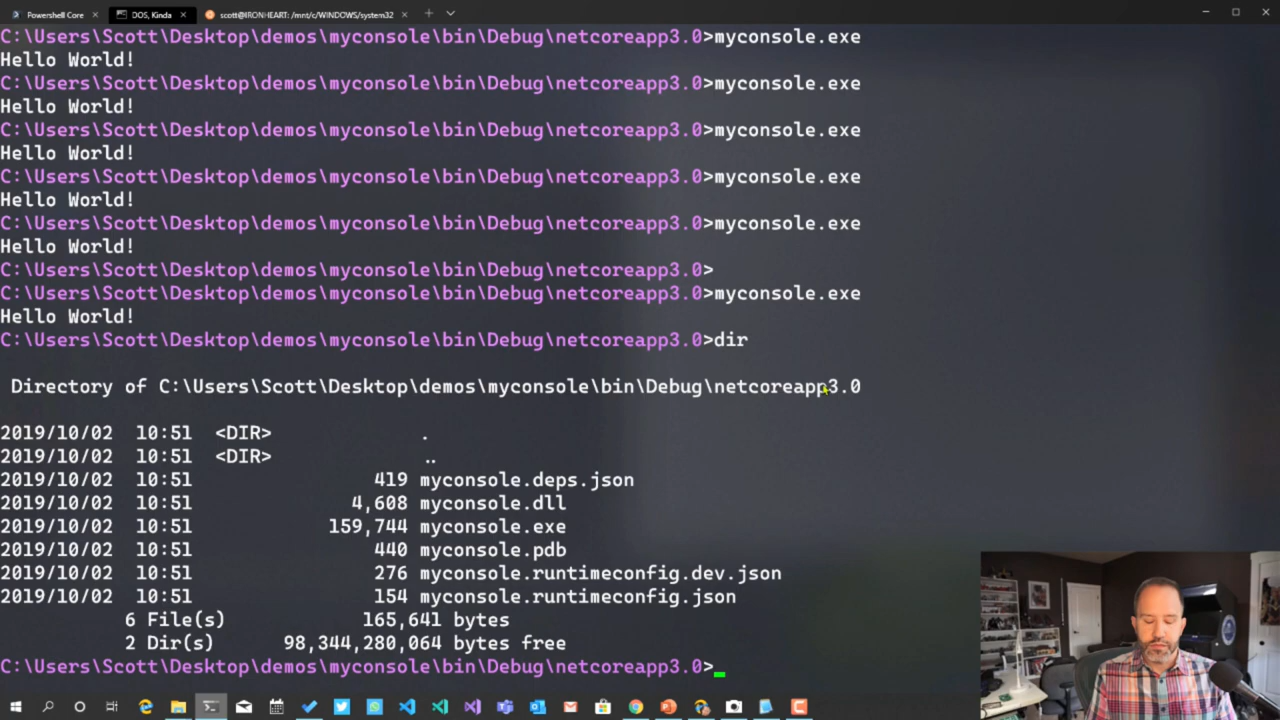 Powershell Core
DOS, Kinda
scott@IRONHEART: /mnt/c/WINDOWS/system32
C:\Users\Scott\Desktop\demos\myconsole\bin\Debug\netcoreapp3.0>myconsole.exe
Hello World!
C:\Users\Scott\Desktop\demos\myconsole\bin\Debug\netcoreapp3.0>myconsole.exe
Hello World!
C:\Users\Scott\Desktop\demos\myconsole\bin\Debug\netcoreapp3.0>myconsole.exe
Hello World!
C:\Users\Scott\Desktop\demos\myconsole\bin\Debug\netcoreapp3.0>myconsole.exe
Hello World!
C:\Users\Scott\Desktop\demos\myconsole\bin\Debug\netcoreapp3.0>myconsole.exe
Hello World!
C:\Users\Scott\Desktop\demos\myconsole\bin\Debug\netcoreapp3.0>
C:\Users\Scott\Desktop\demos\myconsole\bin\Debug\netcoreapp3.0>myconsole.exe
Hello World!
C:\Users\Scott\Desktop\demos\myconsole\bin\Debug\netcoreapp3.0>dir
Directory of C:\Users\Scott\Desktop\demos\myconsole\bin\Debug\netcoreapp3.0
2019/10/02 10:51 <DIR> .
2019/10/02 10:51 <DIR> ..
2019/10/02 10:51 419 myconsole.deps.json
2019/10/02 10:51 4,608 myconsole.dll
2019/10/02 10:51 159,744 myconsole.exe
2019/10/02 10:51 440 myconsole.pdb
2019/10/02 10:51 276 myconsole.runtimeconfig.dev.json
2019/10/02 10:51 154 myconsole.runtimeconfig.json
6 File(s) 165,641 bytes
2 Dir(s) 98,344,280,064 bytes free
C:\Users\Scott\Desktop\demos\myconsole\bin\Debug\netcoreapp3.0>